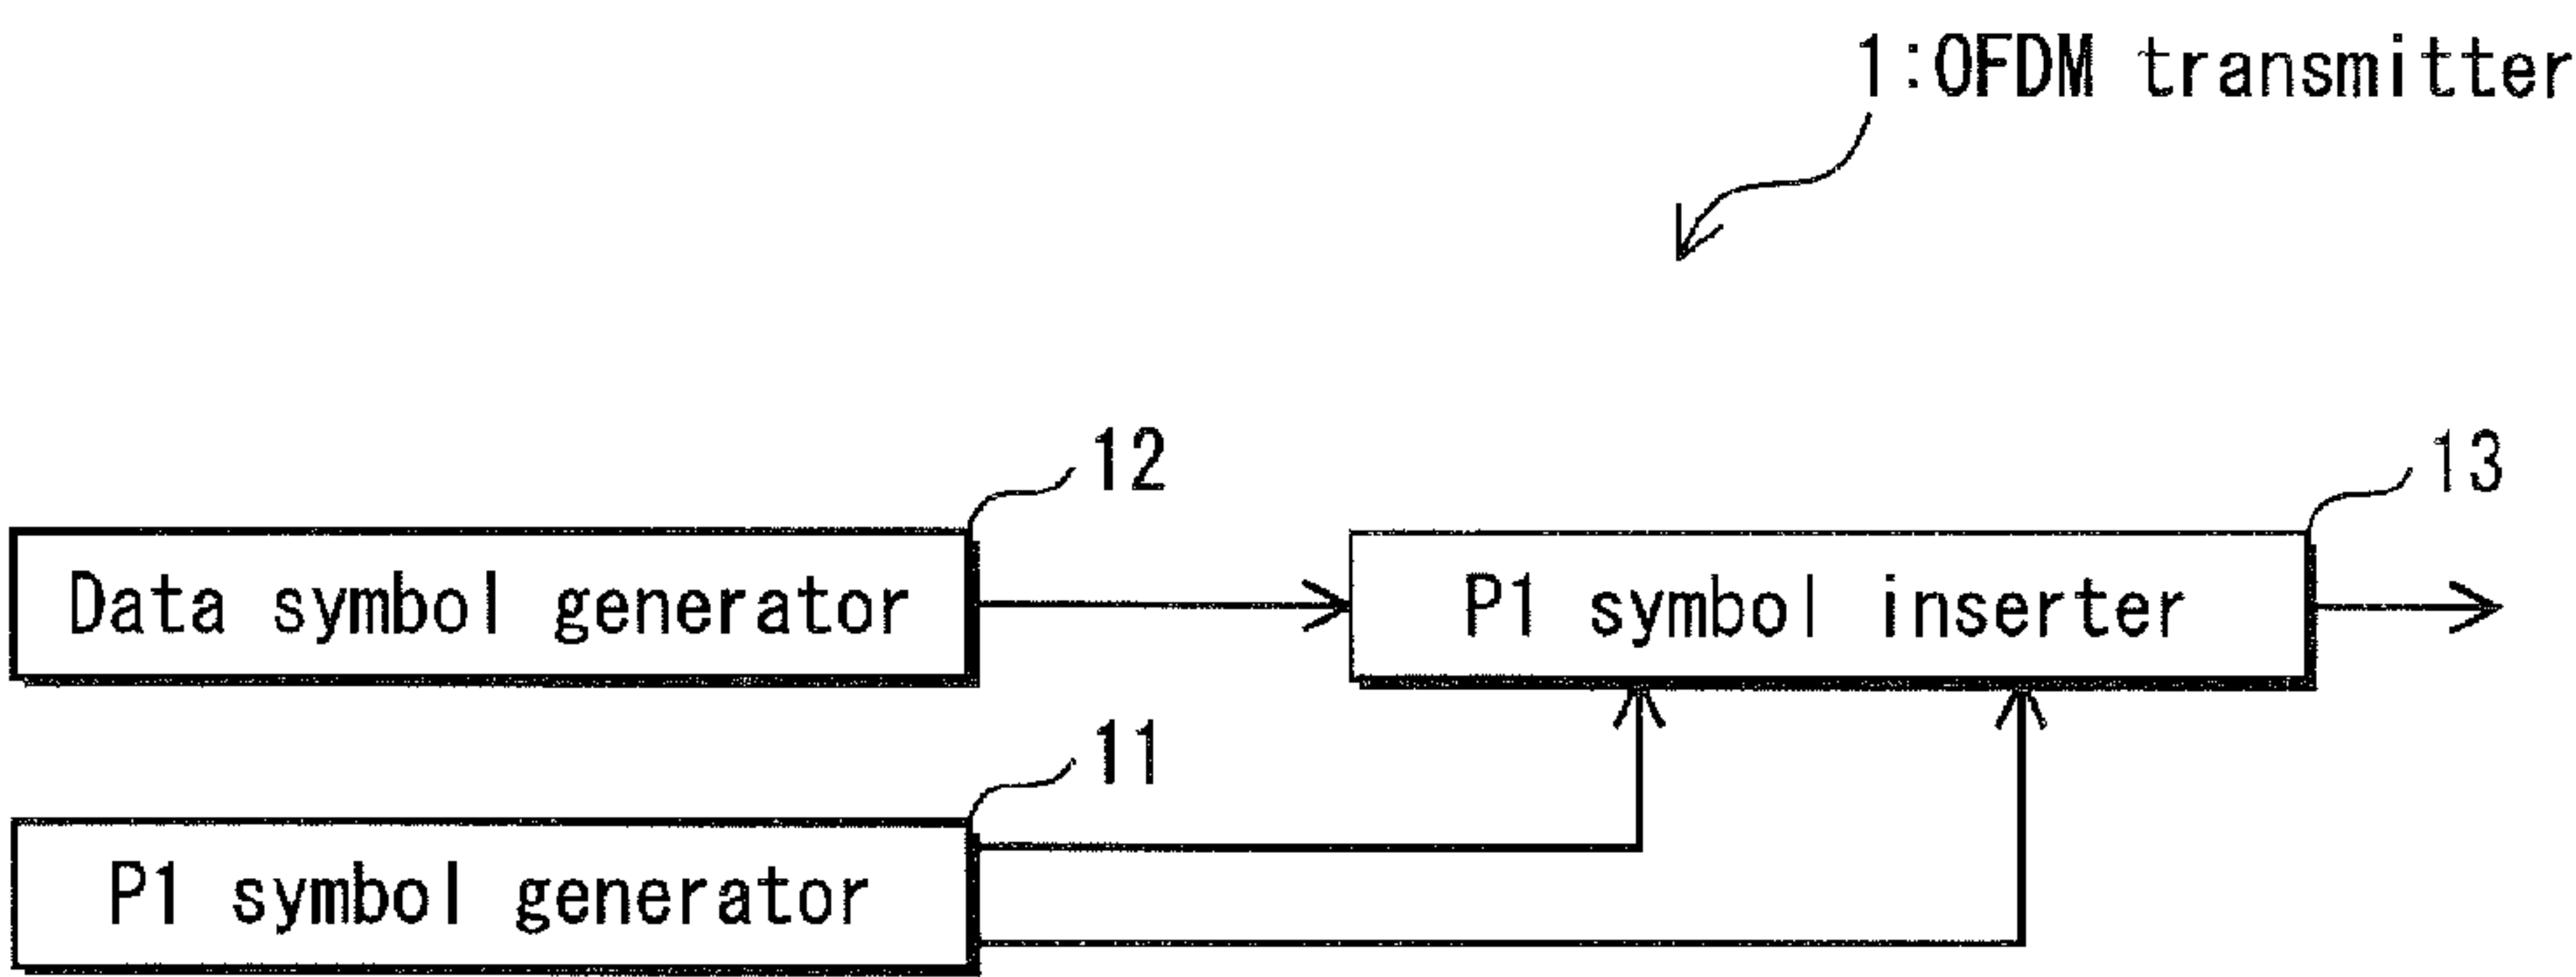 1:OFDM transmitter
12
13
Data symbol generator
P1 symbol inserter
11
P1 symbol generator